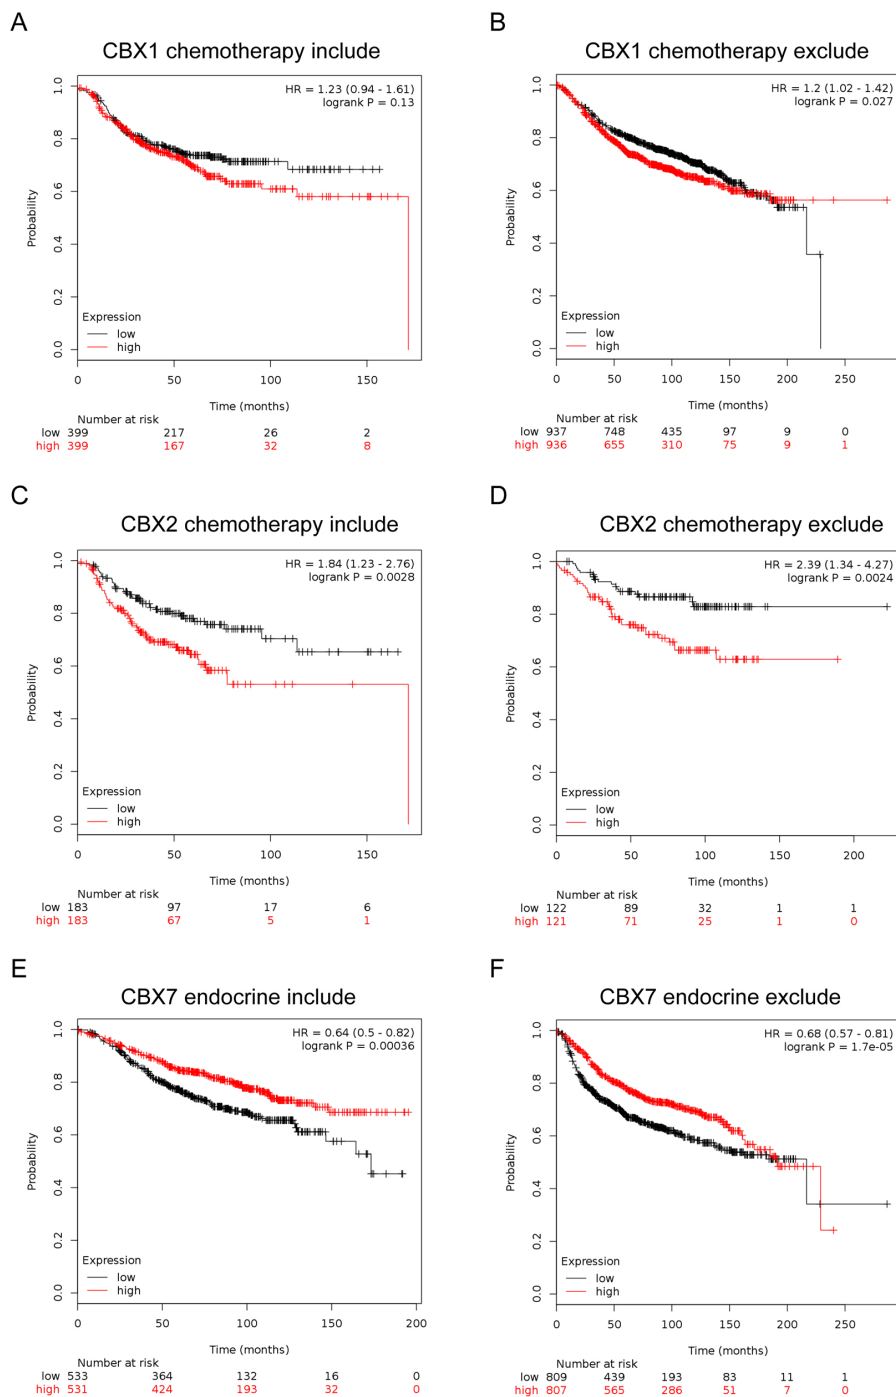 A
CBX1 chemotherapy include
HR = 1.23 (0.94 - 1.61)
logrank P = 0.13
Probability
1.0
0.8
0.6
0.4
0.2
0.0
Expression
low
high
0 50 100 150
Time (months)
Number at risk
low 399 217 26 2
high 399 167 32 8
B
CBX1 chemotherapy exclude
HR = 1.2 (1.02 - 1.42)
logrank P = 0.027
Probability
1.0
0.8
0.6
0.4
0.2
0.0
Expression
low
high
0 50 100 150 200 250
Time (months)
Number at risk
low 937 748 435 97 9 0
high 936 655 310 75 9 1
C
CBX2 chemotherapy include
HR = 1.84 (1.23 - 2.76)
logrank P = 0.0028
Probability
1.0
0.8
0.6
0.4
0.2
0.0
Expression
low
high
0 50 100 150
Time (months)
Number at risk
low 183 97 17 6
high 183 67 5 1
D
CBX2 chemotherapy exclude
HR = 2.39 (1.34 - 4.27)
logrank P = 0.0024
Probability
1.0
0.8
0.6
0.4
0.2
0.0
Expression
low
high
0 50 100 150 200
Time (months)
Number at risk
low 122 89 32 1 1
high 121 71 25 1 0
E
CBX7 endocrine include
HR = 0.64 (0.5 - 0.82)
logrank P = 0.00036
Probability
1.0
0.8
0.6
0.4
0.2
0.0
Expression
low
high
0 50 100 150 200
Time (months)
Number at risk
low 533 364 132 16 0
high 531 424 193 32 0
F
CBX7 endocrine exclude
HR = 0.68 (0.57 - 0.81)
logrank P = 1.7e-05
Probability
1.0
0.8
0.6
0.4
0.2
0.0
Expression
low
high
0 50 100 150 200 250
Time (months)
Number at risk
low 809 439 193 83 11 1
high 807 565 286 51 7 0